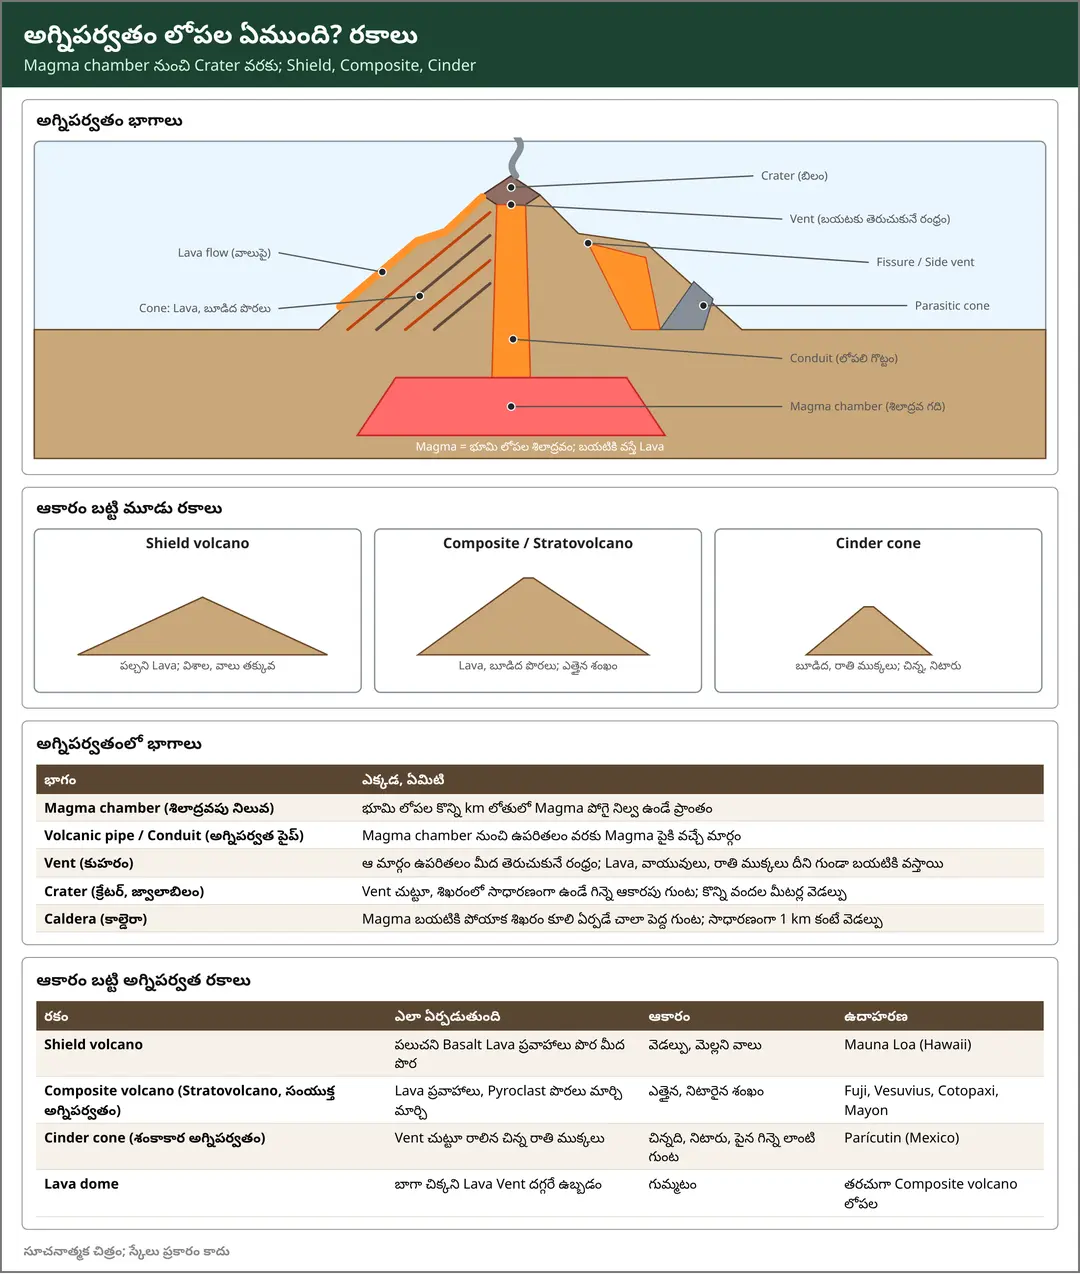 అగ్నిపర్వతం లోపల ఏముంది? రకాలు
Magma chamber నుంచి Crater వరకు; Shield, Composite, Cinder
అగ్నిపర్వతం భాగాలు
Crater (బిలం)
Vent (బయటకు తెరుచుకునే రంధ్రం)
Lava flow (వాలుపై)
Fissure / Side vent
Cone: Lava, బూడిద పొరలు
Parasitic cone
Conduit (లోపలి గొట్టం)
Magma chamber (శిలాద్రవ గది)
Magma = భూమి లోపల శిలాద్రవం; బయటికి వస్తే Lava
ఆకారం బట్టి మూడు రకాలు
Shield volcano
పల్చని Lava; విశాల, వాలు తక్కువ
Composite / Stratovolcano
Lava, బూడిద పొరలు; ఎత్తైన శంఖం
Cinder cone
బూడిద, రాతి ముక్కలు; చిన్న, నిటారు
అగ్నిపర్వతంలో భాగాలు
భాగం ఎక్కడ, ఏమిటి
Magma chamber (శిలాద్రవపు నిలువ) భూమి లోపల కొన్ని km లోతులో Magma పోగై నిల్వ ఉండే ప్రాంతం
Volcanic pipe / Conduit (అగ్నిపర్వత పైప్) Magma chamber నుంచి ఉపరితలం వరకు Magma పైకి వచ్చే మార్గం
Vent (కుహరం) ఆ మార్గం ఉపరితలం మీద తెరుచుకునే రంధ్రం; Lava, వాయువులు, రాతి ముక్కలు దీని గుండా బయటికి వస్తాయి
Crater (క్రేటర్, జ్వాలాబిలం) Vent చుట్టూ, శిఖరంలో సాధారణంగా ఉండే గిన్నె ఆకారపు గుంట; కొన్ని వందల మీటర్ల వెడల్పు
Caldera (కాల్డెరా) Magma బయటికి పోయాక శిఖరం కూలి ఏర్పడే చాలా పెద్ద గుంట; సాధారణంగా 1 km కంటే వెడల్పు
ఆకారం బట్టి అగ్నిపర్వత రకాలు
రకం ఎలా ఏర్పడుతుంది ఆకారం ఉదాహరణ
Shield volcano పలుచని Basalt Lava ప్రవాహాలు పొర మీద వెడల్పు, మెల్లని వాలు Mauna Loa (Hawaii)
పొర
Composite volcano (Stratovolcano, సంయుక్త Lava ప్రవాహాలు, Pyroclast పొరలు మార్చి ఎత్తైన, నిటారైన శంఖం Fuji, Vesuvius, Cotopaxi,
అగ్నిపర్వతం) మార్చి Mayon
Cinder cone (శంకాకార అగ్నిపర్వతం) Vent చుట్టూ రాలిన చిన్న రాతి ముక్కలు చిన్నది, నిటారు, పైన గిన్నె లాంటి Parícutin (Mexico)
గుంట
Lava dome బాగా చిక్కని Lava Vent దగ్గరే ఉబ్బడం గుమ్మటం తరచుగా Composite volcano
లోపల
సూచనాత్మక చిత్రం; స్కేలు ప్రకారం కాదు